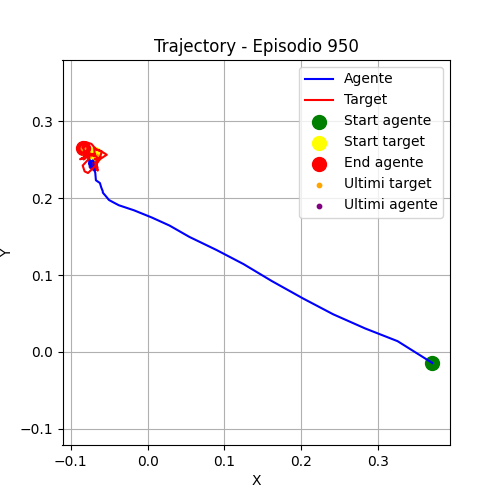 Trajectory - Episodio 950
Agente
Target
Start agente
Start target
End agente
Ultimi target
Ultimi agente
0.3
0.2
0.1
0.0
−0.1
Y
−0.1
0.0
0.1
0.2
0.3
X